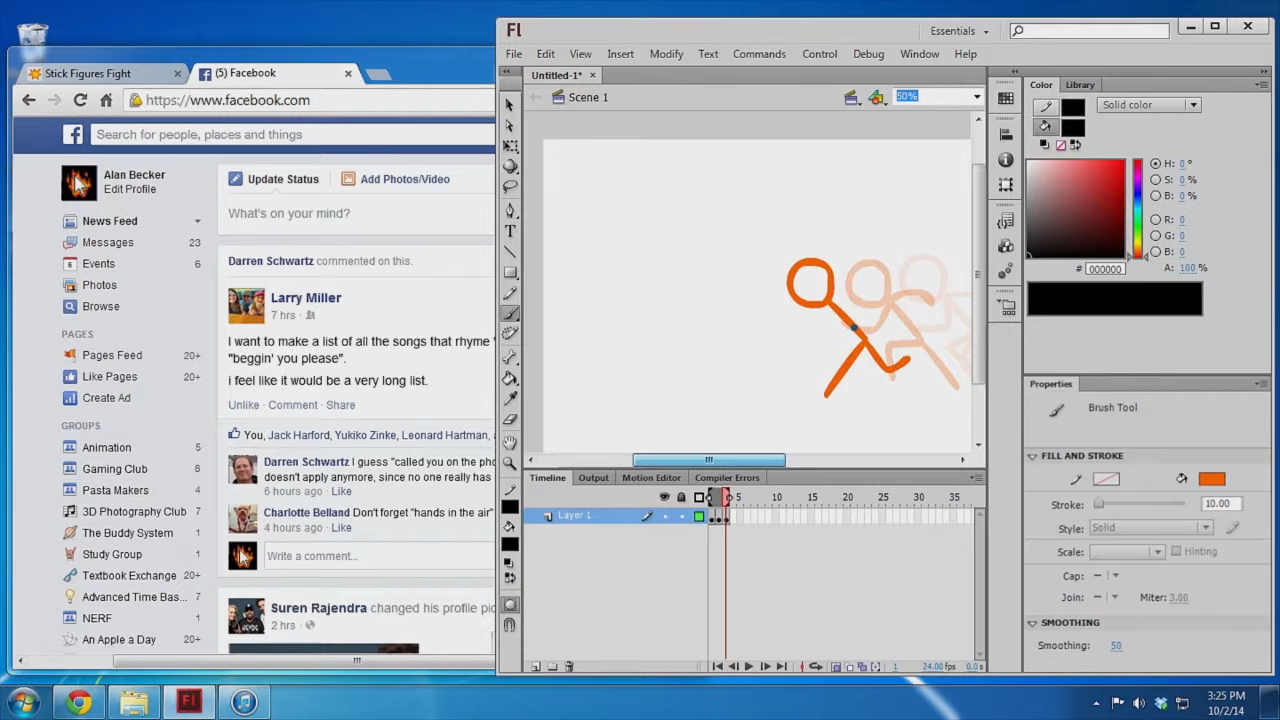 Stick Figures Fight
(5) Facebook
https://www.facebook.com
Search for people, places and things
Alan Becker
Edit Profile
News Feed
Messages 23
Events 6
Photos
Browse
PAGES
Pages Feed 20+
Like Pages 20+
Create Ad
GROUPS
Animation 5
Gaming Club 8
Pasta Makers 4
3D Photography Club 7
The Buddy System 4
Study Group 2
Textbook Exchange 20+
Advanced Time Bas... 7
NERF 1
An Apple a Day 20+
Update Status
Add Photos/Video
What's on your mind?
Darren Schwartz commented on this.
Larry Miller
7 hrs ·
I want to make a list of all the songs that rhyme
"beggin' you please".
i feel like it would be a very long list.
Unlike · Comment · Share
You, Jack Harford, Yukiko Zinke, Leonard Hartman,
Darren Schwartz I guess "called you on the pho
doesn't apply anymore, since no one really has
6 hours ago · Like
Charlotte Belland Don't forget "hands in the air"
4 hours ago · Like
Write a comment...
Suren Rajendra changed his profile pic
2 hrs ·
Fl
Essentials
File Edit View Insert Modify Text Commands Control Debug Window Help
Untitled-1*
Scene 1
50%
Timeline Output Motion Editor Compiler Errors
5 10 15 20 25 30 35
Layer 1
1 24.00fps 0.0s
Color Library
Solid color
H: 0 °
S: 0 %
B: 0 %
R: 0
G: 0
B: 0
# 000000
A: 100 %
Properties
Brush Tool
FILL AND STROKE
Stroke: 10.00
Style: Solid
Scale: Hinting
Cap:
Join: Miter: 3.00
SMOOTHING
Smoothing: 50
Fl
3:25 PM
10/2/14